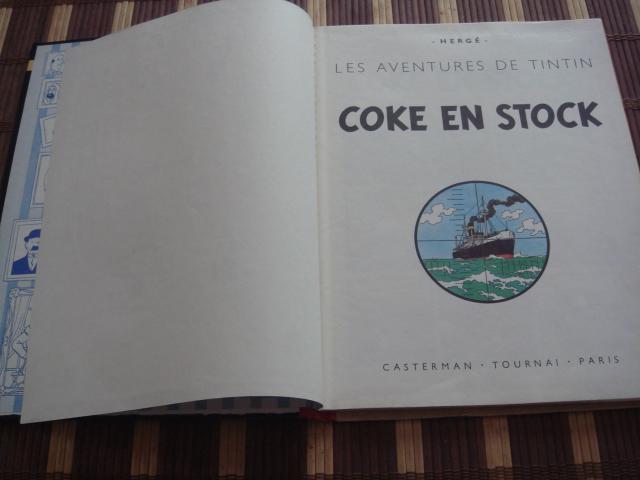 - HERGÉ -
LES AVENTURES DE TINTIN
COKE EN STOCK
CASTERMAN · TOURNAI · PARIS